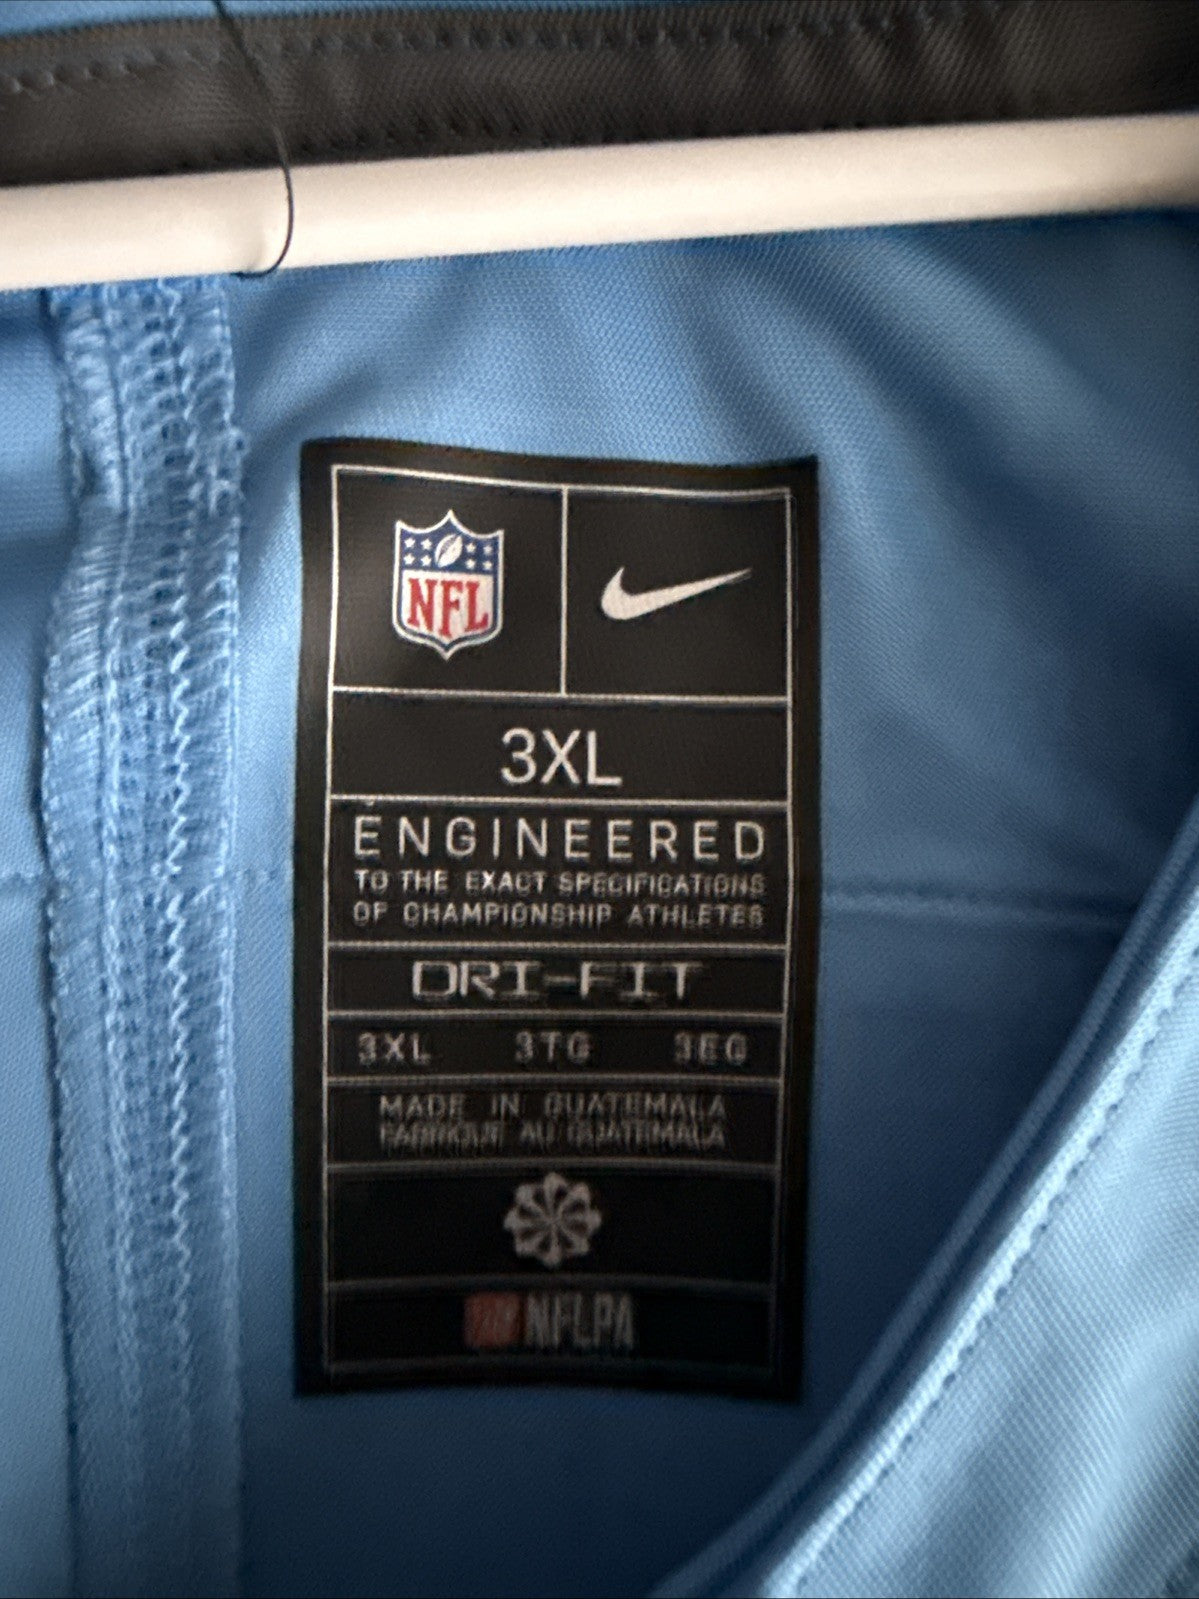 NFL
3XL
ENGINEERED
TO THE EXACT SPECIFICATIONS
OF CHAMPIONSHIP ATHLETES
DRI-FIT
3XL 3TG 3EG
MADE IN GUATEMALA
FABRIQUÉ AU GUATEMALA
NFLPA